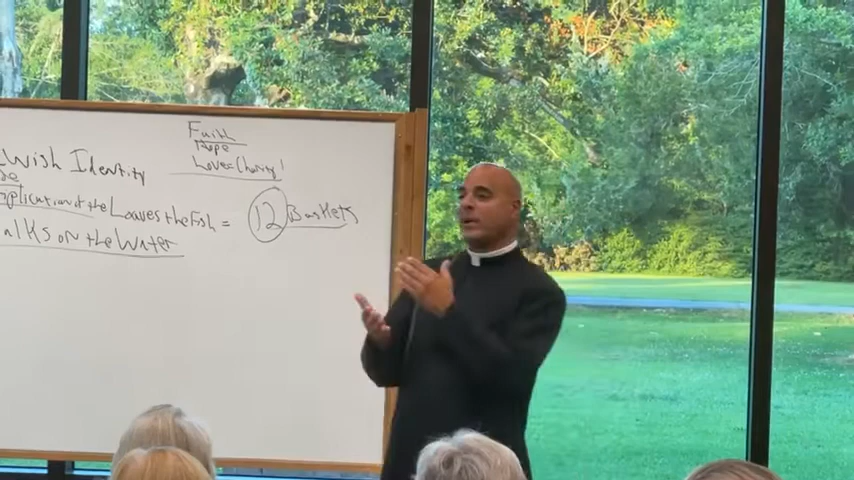 Faith
Hope
Love = Charity!
wish Identity
plication of the Loaves the Fish = 12 Baskets
alks on the Water